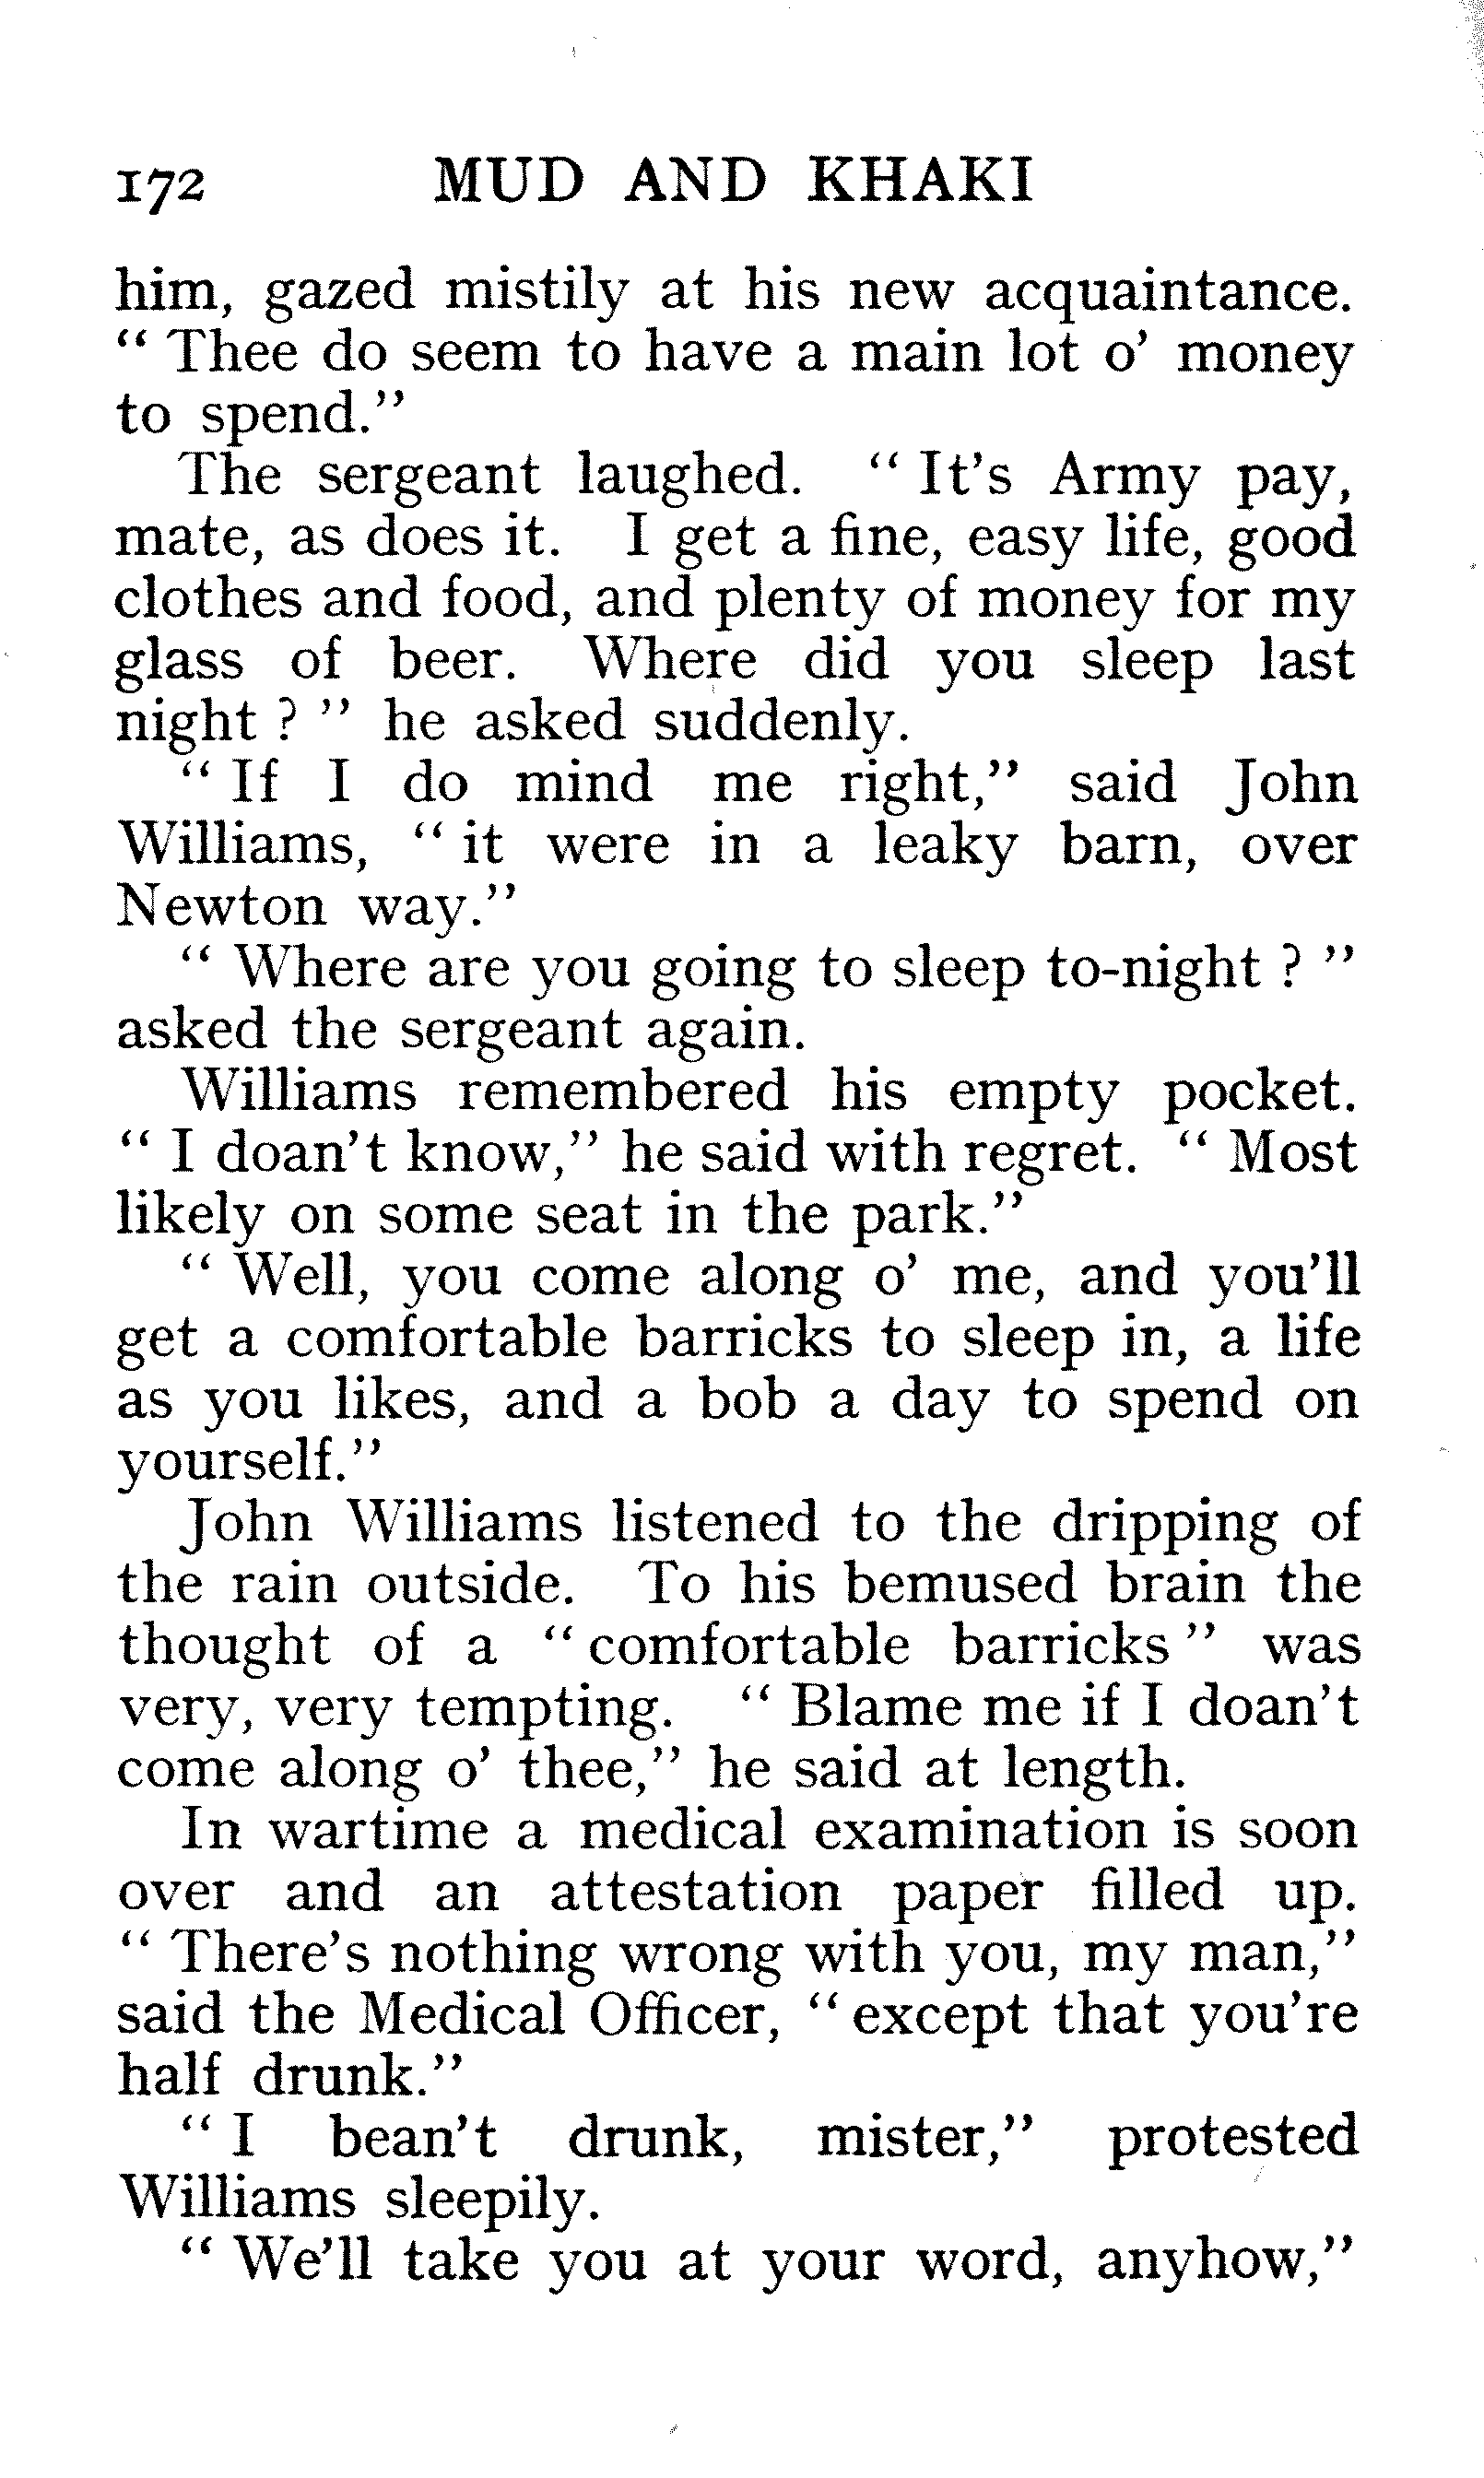 172 MUD AND KHAKI
him, gazed mistily at his new acquaintance.
“ Thee do seem to have a main lot o’ money
to spend.”
The sergeant laughed. “ It’s Army pay,
mate, as does it. I get a fine, easy life, good
clothes and food, and plenty of money for my
glass of beer. Where did you sleep last
night ? ” he asked suddenly.
“ If I do mind me right,” said John
Williams, “ it were in a leaky barn, over
Newton way.”
“ Where are you going to sleep to-night ? ”
asked the sergeant again.
Williams remembered his empty pocket.
“ I doan’t know,” he said with regret. “ Most
likely on some seat in the park.”
“ Well, you come along o’ me, and you’ll
get a comfortable barricks to sleep in, a life
as you likes, and a bob a day to spend on
yourself.”
John Williams listened to the dripping of
the rain outside. To his bemused brain the
thought of a “ comfortable barricks ” was
very, very tempting. “ Blame me if I doan’t
come along o’ thee,” he said at length.
In wartime a medical examination is soon
over and an attestation paper filled up.
“ There’s nothing wrong with you, my man,”
said the Medical Officer, “ except that you’re
half drunk.”
“ I bean’t drunk, mister,” protested
Williams sleepily.
“ We’ll take you at your word, anyhow,”